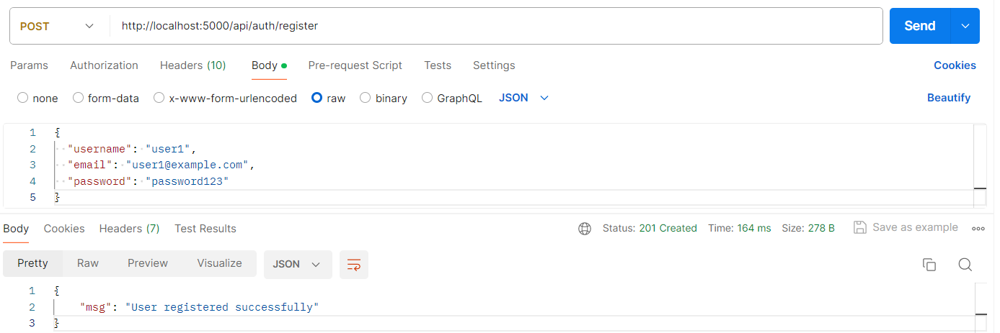 POST http://localhost:5000/api/auth/register Send
Params Authorization Headers (10) Body Pre-request Script Tests Settings Cookies
none form-data x-www-form-urlencoded raw binary GraphQL JSON Beautify
1 {
2 "username": "user1",
3 "email": "user1@example.com",
4 "password": "password123"
5 }
Body Cookies Headers (7) Test Results Status: 201 Created Time: 164 ms Size: 278 B Save as example
Pretty Raw Preview Visualize JSON
1 {
2 "msg": "User registered successfully"
3 }